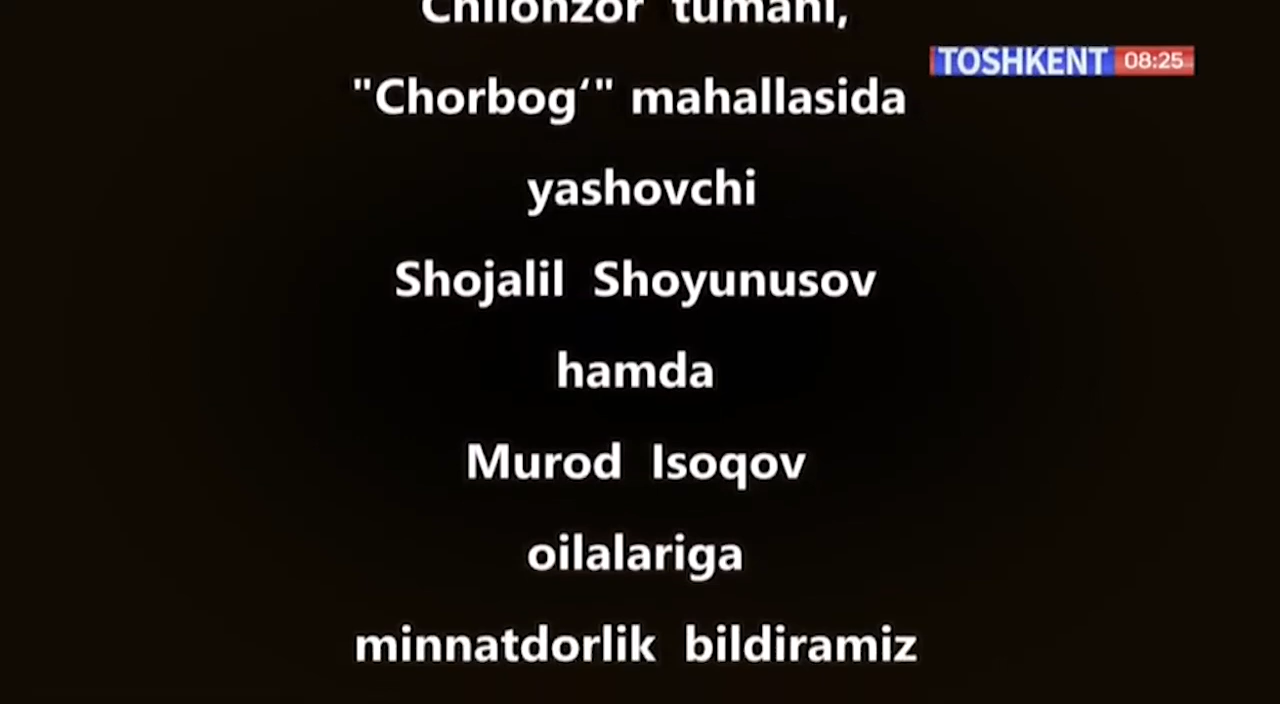 Chilonzor tumani,
TOSHKENT 08:25
"Chorbog‘" mahallasida
yashovchi
Shojalil Shoyunusov
hamda
Murod Isoqov
oilalariga
minnatdorlik bildiramiz